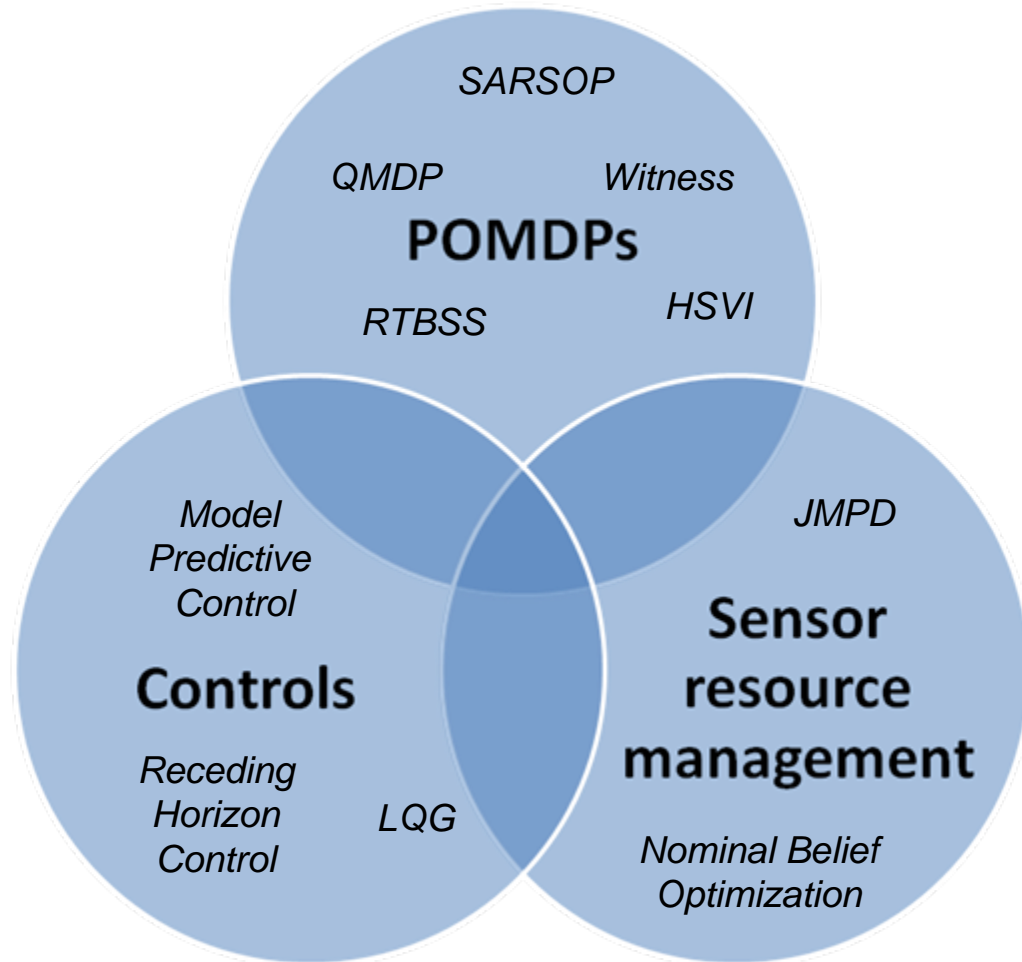 SARSOP
QMDP
Witness
POMDPs
RTBSS
HSVI
Model
Predictive
Control
JMPD
Controls
Sensor
resource
management
Receding
Horizon
Control
LQG
Nominal Belief
Optimization